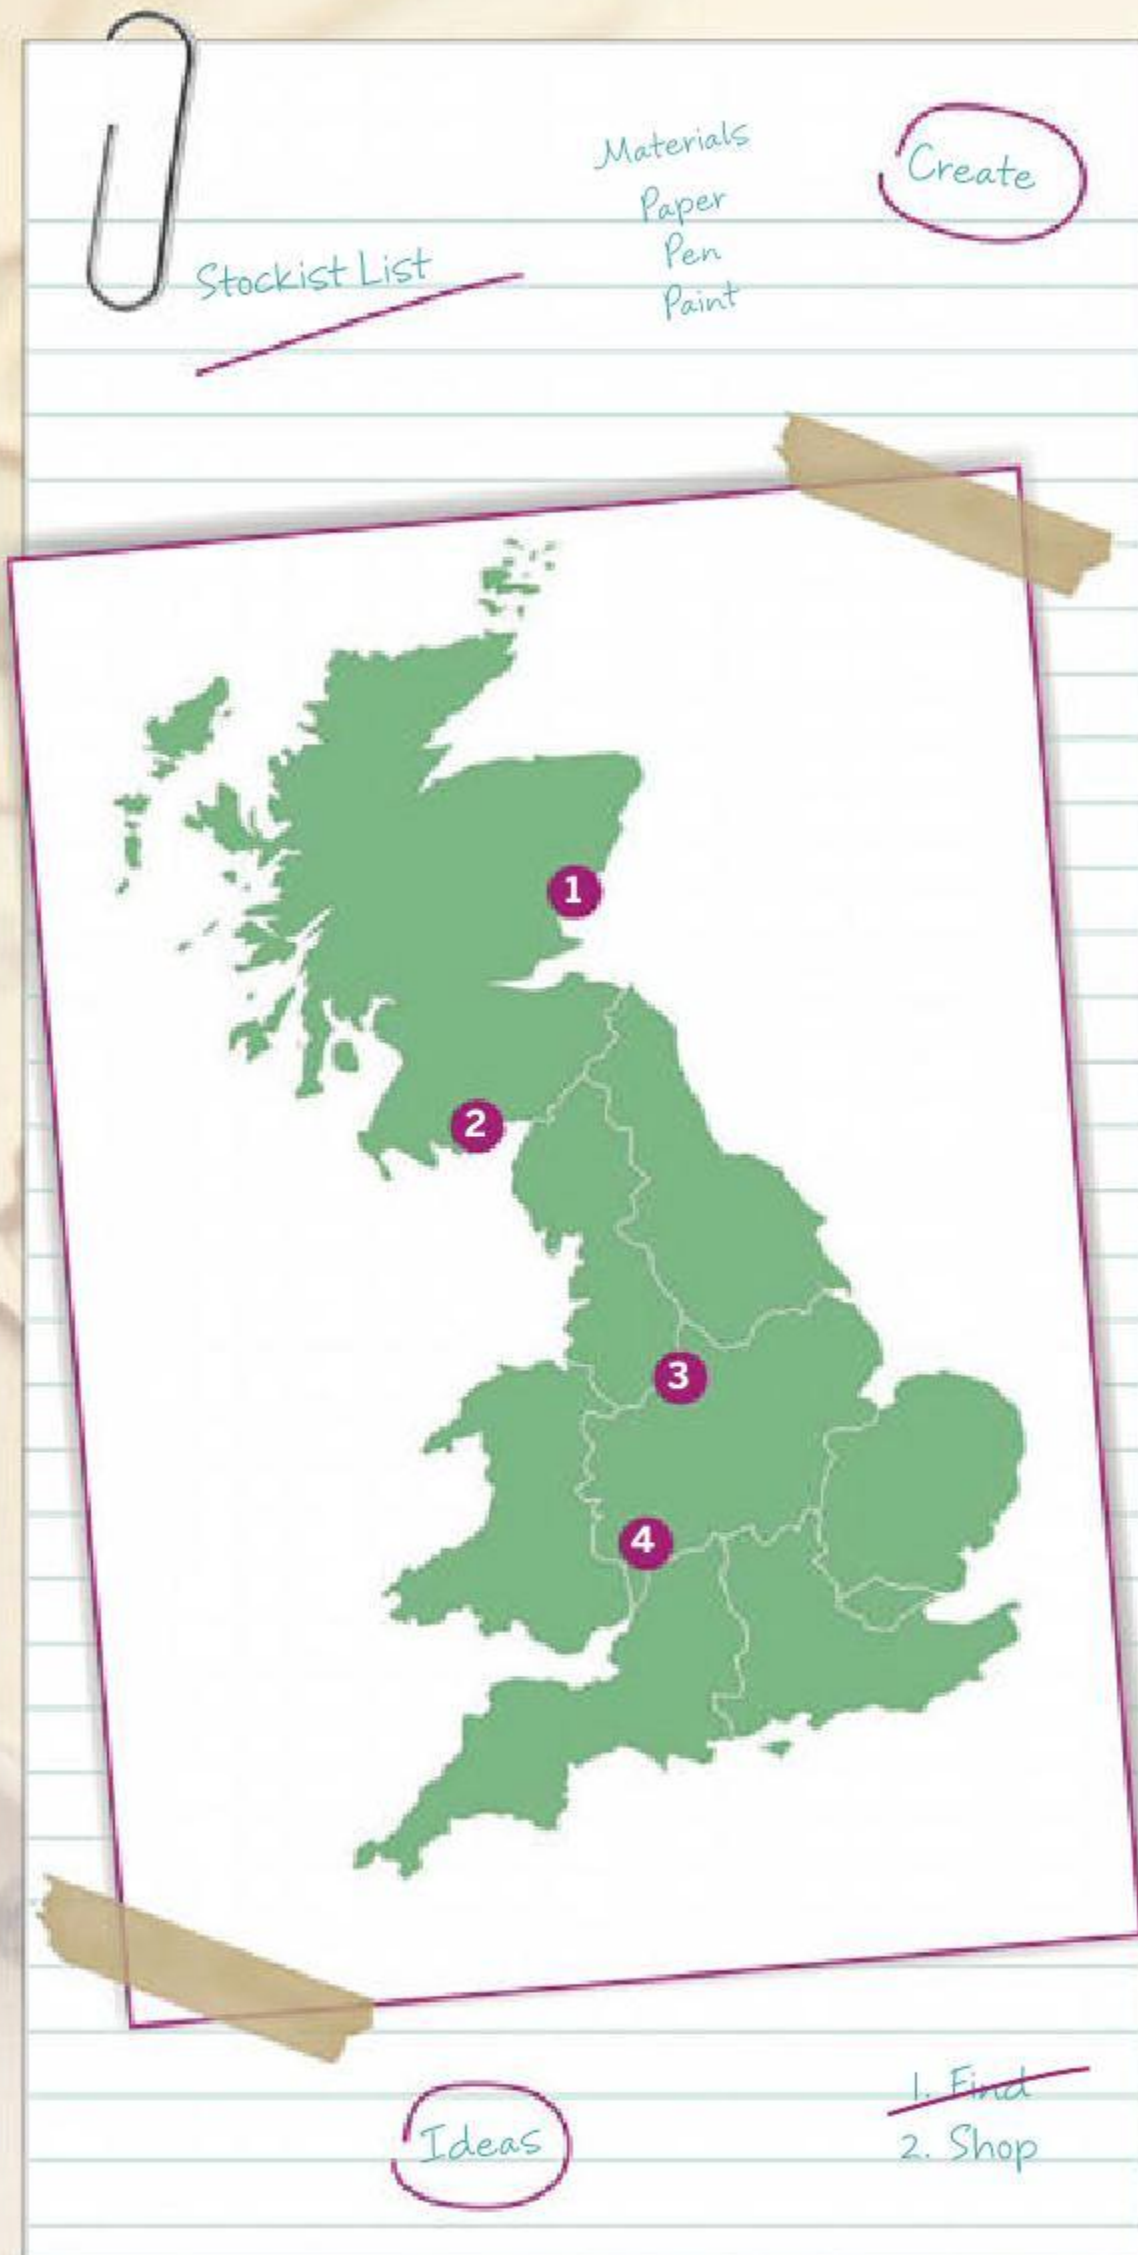 Materials
Paper
Pen
Paint
Create
Stockist List
1
2
3
4
Ideas
1. Find
2. Shop